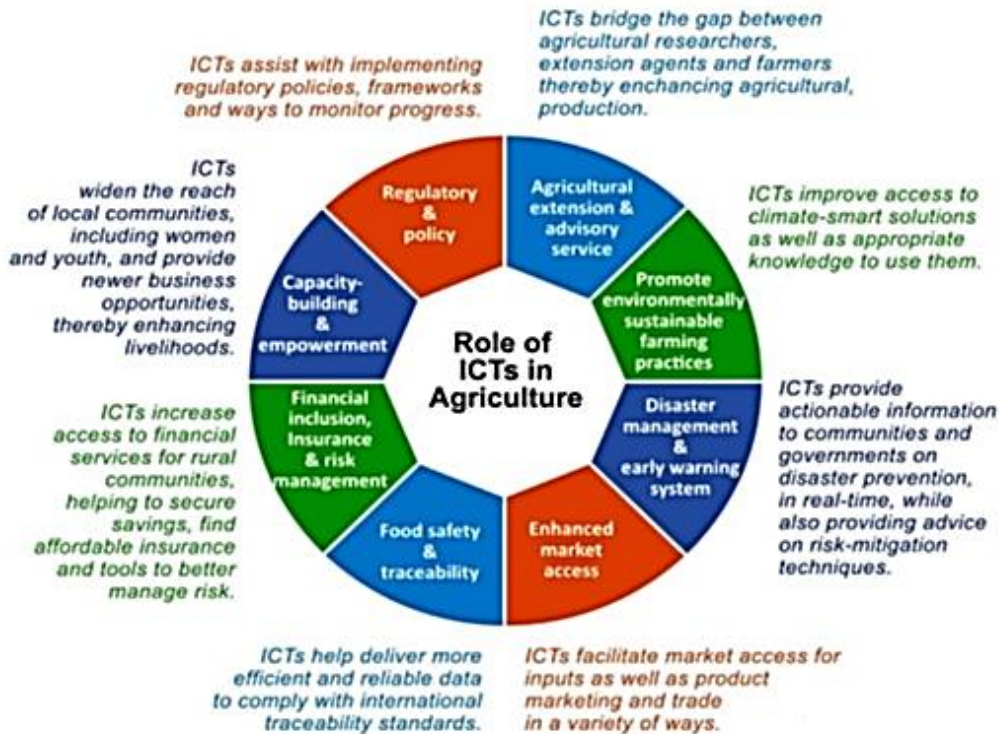 ICTs bridge the gap between
agricultural researchers,
extension agents and farmers
thereby enchancing agricultural,
production.
ICTs assist with implementing
regulatory policies, frameworks
and ways to monitor progress.
ICTs
widen the reach
of local communities,
including women
and youth, and provide
newer business
opportunities,
thereby enhancing
livelihoods.
ICTs improve access to
climate-smart solutions
as well as appropriate
knowledge to use them.
Regulatory
&
policy
Agricultural
extension &
advisory
service
Capacity-
building
&
empowerment
Promote
environmentally
sustainable
farming
practices
Role of
ICTs in
Agriculture
Financial
inclusion,
Insurance
& risk
management
Disaster
management
&
early warning
system
Food safety
&
traceability
Enhanced
market
access
ICTs increase
access to financial
services for rural
communities,
helping to secure
savings, find
affordable insurance
and tools to better
manage risk.
ICTs provide
actionable information
to communities and
governments on
disaster prevention,
in real-time, while
also providing advice
on risk-mitigation
techniques.
ICTs help deliver more
efficient and reliable data
to comply with international
traceability standards.
ICTs facilitate market access for
inputs as well as product
marketing and trade
in a variety of ways.